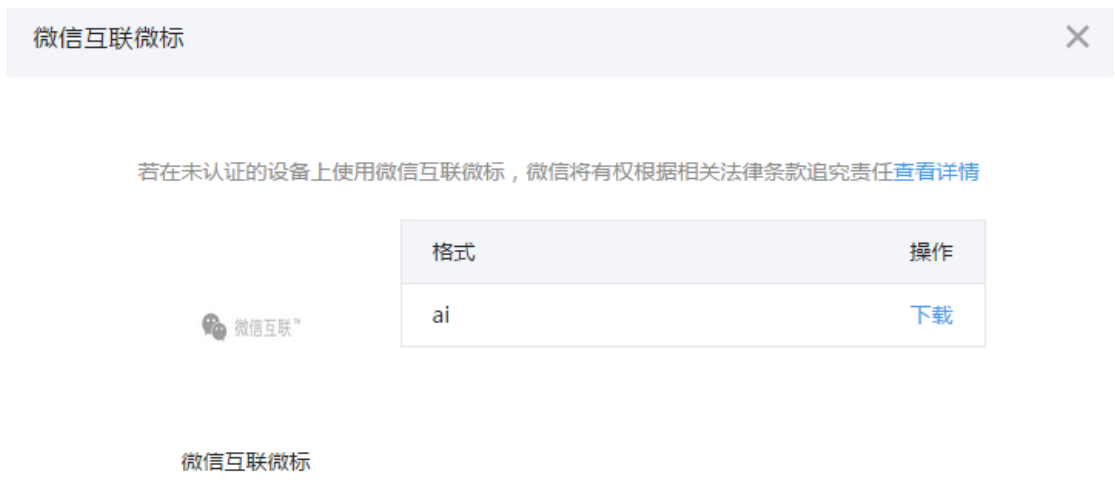 微信互联微标
若在未认证的设备上使用微信互联微标，微信将有权根据相关法律条款追究责任查看详情
格式 操作
ai 下载
微信互联™
微信互联微标